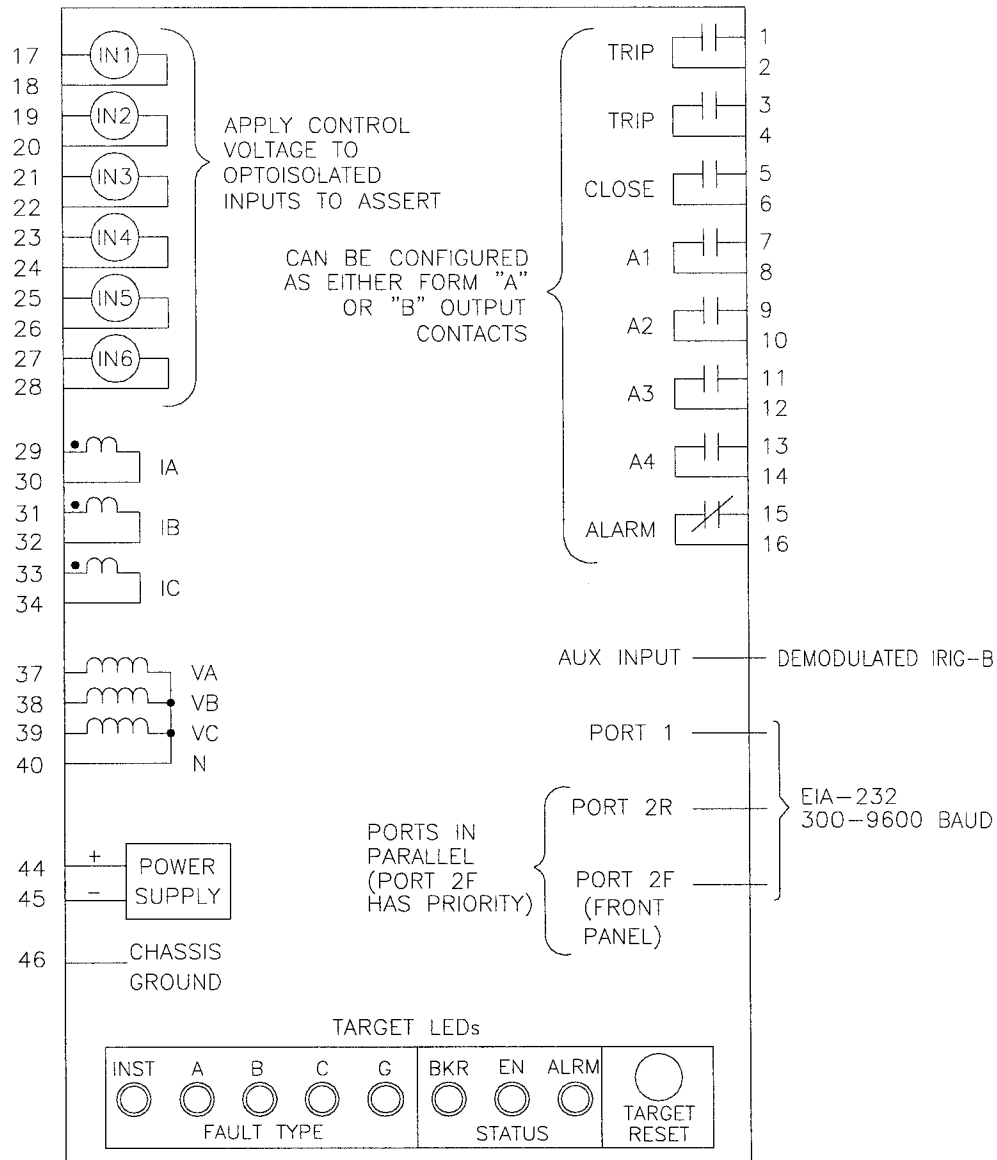 17
IN1
18
19
IN2
20
21
IN3
22
23
IN4
24
25
IN5
26
27
IN6
28
APPLY CONTROL
VOLTAGE TO
OPTOISOLATED
INPUTS TO ASSERT
29
30
IA
31
32
IB
33
34
IC
37
VA
38
VB
39
VC
40
N
44
+
45
−
POWER
SUPPLY
46
CHASSIS
GROUND
TRIP
1
2
TRIP
3
4
CLOSE
5
6
A1
7
8
A2
9
10
A3
11
12
A4
13
14
ALARM
15
16
CAN BE CONFIGURED
AS EITHER FORM "A"
OR "B" OUTPUT
CONTACTS
AUX INPUT
DEMODULATED IRIG-B
PORT 1
PORT 2R
PORT 2F
(FRONT
PANEL)
EIA-232
300-9600 BAUD
PORTS IN
PARALLEL
(PORT 2F
HAS PRIORITY)
TARGET LEDs
INST A B C G BKR EN ALRM
FAULT TYPE
STATUS
TARGET
RESET